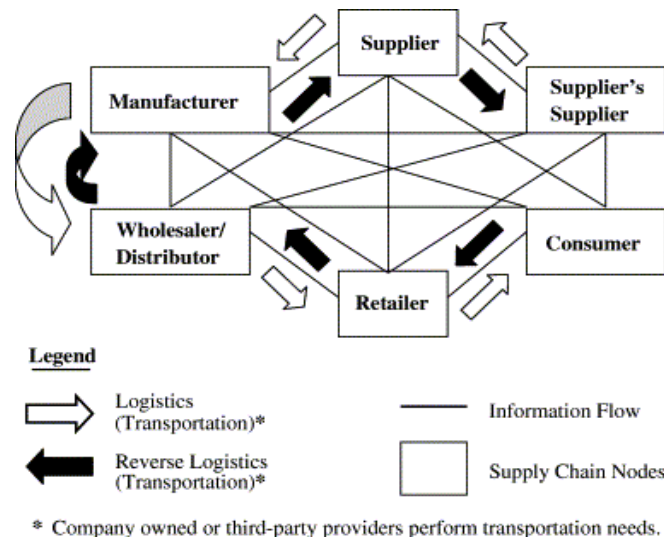 Supplier
Manufacturer
Supplier's
Supplier
Wholesaler/
Distributor
Consumer
Retailer
Legend
Logistics
(Transportation)*
Information Flow
Reverse Logistics
(Transportation)*
Supply Chain Nodes
* Company owned or third-party providers perform transportation needs.